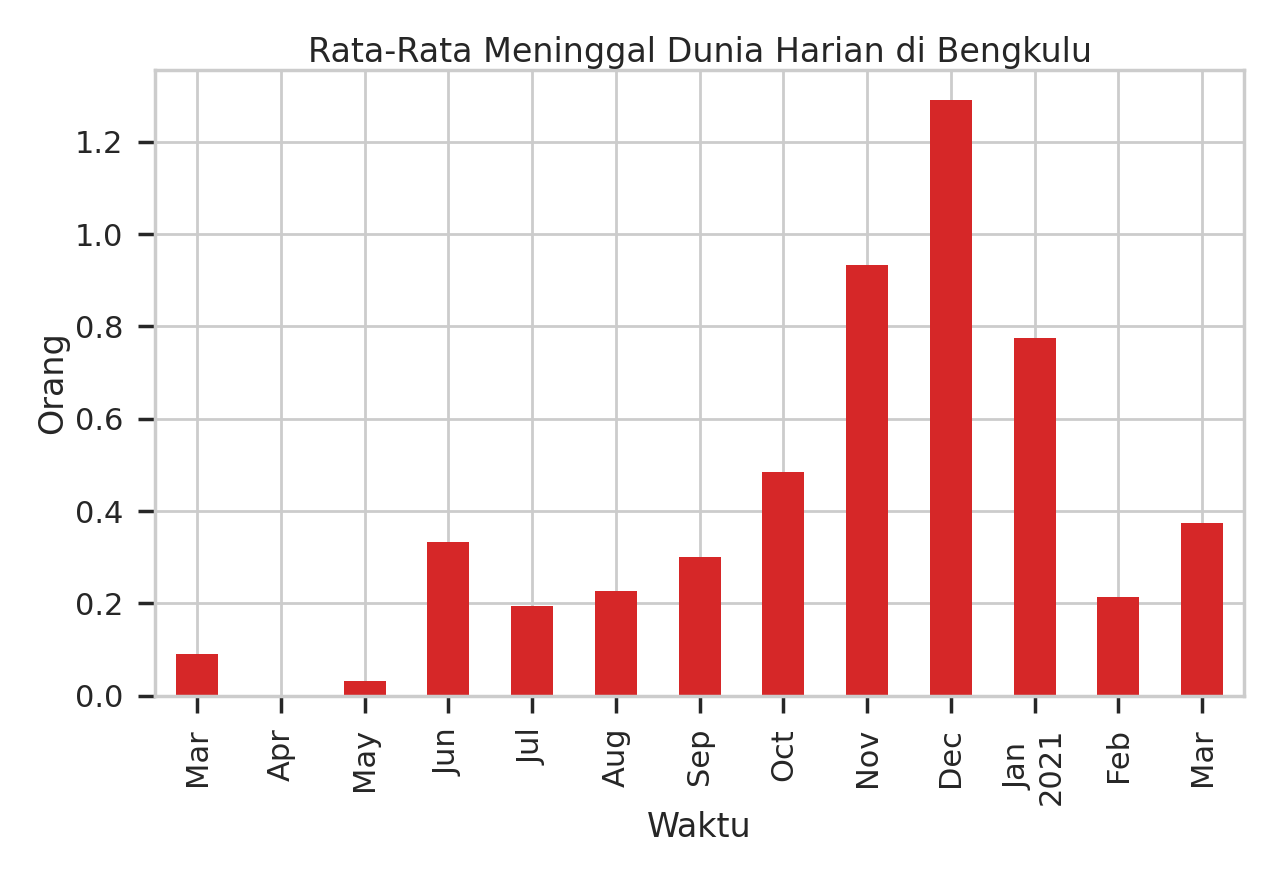 Rata-Rata Meninggal Dunia Harian di Bengkulu
Orang
1.2
1.0
0.8
0.6
0.4
0.2
0.0
Mar
Apr
May
Jun
Jul
Aug
Sep
Oct
Nov
Dec
Jan
2021
Feb
Mar
Waktu